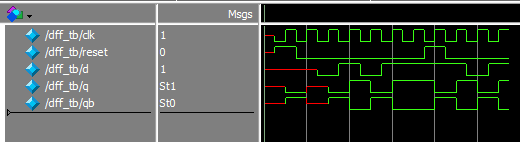 Msgs
/dff_tb/clk 1
/dff_tb/reset 0
/dff_tb/d 1
/dff_tb/q St1
/dff_tb/qb St0